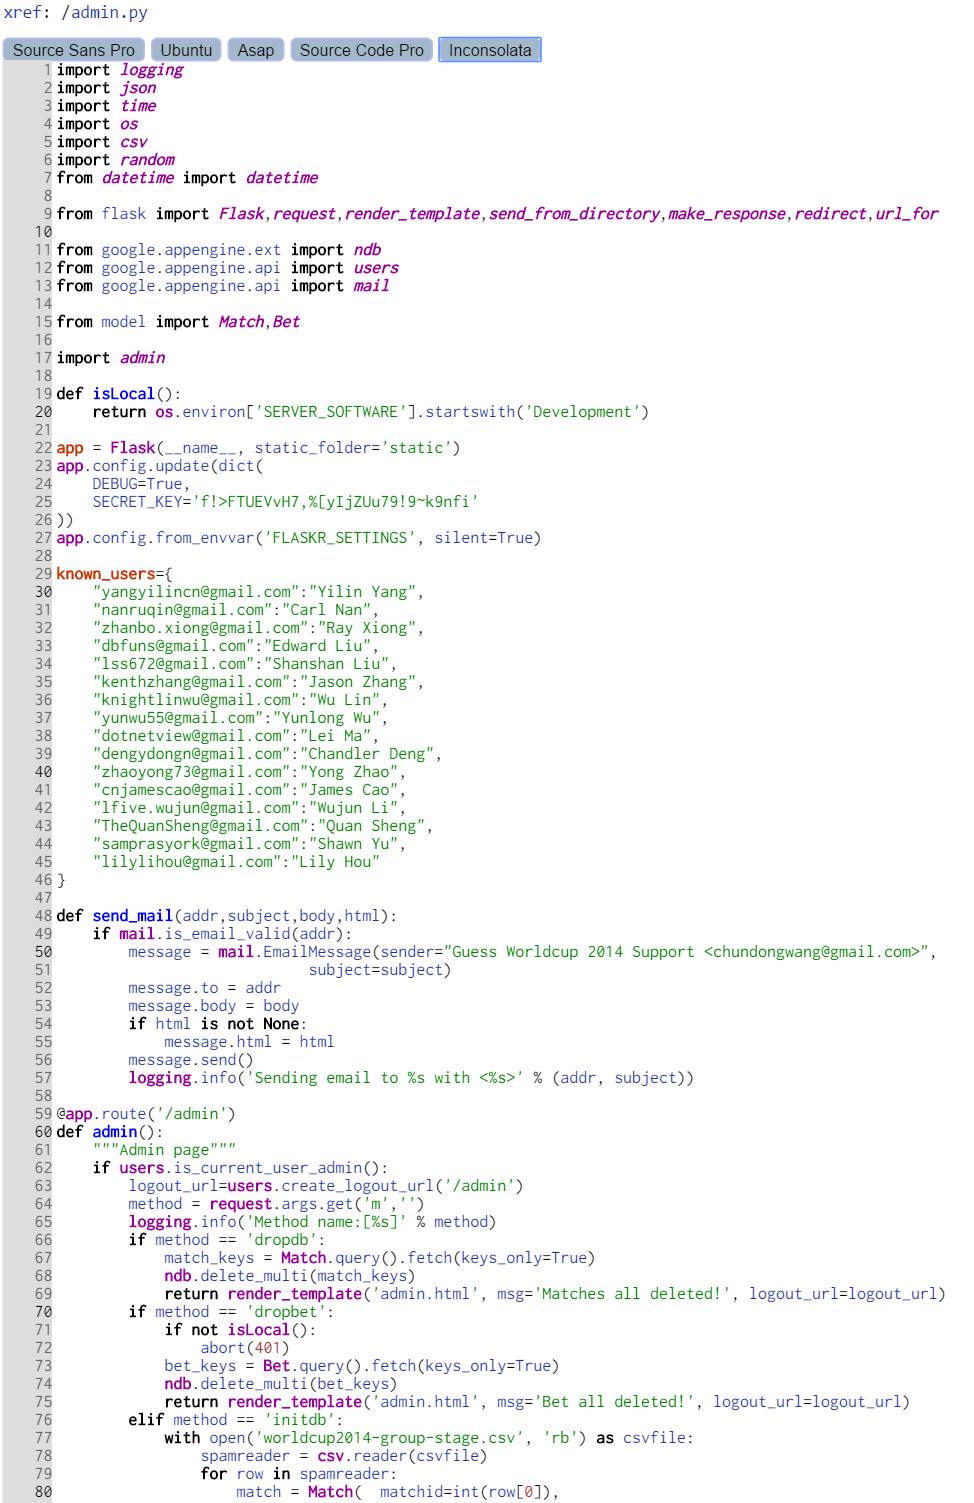 xref: /admin.py
Source Sans Pro Ubuntu Asap Source Code Pro Inconsolata
1 import logging
2 import json
3 import time
4 import os
5 import csv
6 import random
7 from datetime import datetime
8
9 from flask import Flask,request,render_template,send_from_directory,make_response,redirect,url_for
10
11 from google.appengine.ext import ndb
12 from google.appengine.api import users
13 from google.appengine.api import mail
14
15 from model import Match,Bet
16
17 import admin
18
19 def isLocal():
20     return os.environ['SERVER_SOFTWARE'].startswith('Development')
21
22 app = Flask(__name__, static_folder='static')
23 app.config.update(dict(
24     DEBUG=True,
25     SECRET_KEY='f!>FTUEVvH7,%[yIjZUu79!9~k9nfi'
26 ))
27 app.config.from_envvar('FLASKR_SETTINGS', silent=True)
28
29 known_users={
30     "yangyilincn@gmail.com":"Yilin Yang",
31     "nanruqin@gmail.com":"Carl Nan",
32     "zhanbo.xiong@gmail.com":"Ray Xiong",
33     "dbfuns@gmail.com":"Edward Liu",
34     "lss672@gmail.com":"Shanshan Liu",
35     "kenthzhang@gmail.com":"Jason Zhang",
36     "knightlinwu@gmail.com":"Wu Lin",
37     "yunwu55@gmail.com":"Yunlong Wu",
38     "dotnetview@gmail.com":"Lei Ma",
39     "dengydongn@gmail.com":"Chandler Deng",
40     "zhaoyong73@gmail.com":"Yong Zhao",
41     "cnjamescao@gmail.com":"James Cao",
42     "lfive.wujun@gmail.com":"Wujun Li",
43     "TheQuanSheng@gmail.com":"Quan Sheng",
44     "samprasyork@gmail.com":"Shawn Yu",
45     "lilylihou@gmail.com":"Lily Hou"
46 }
47
48 def send_mail(addr,subject,body,html):
49     if mail.is_email_valid(addr):
50         message = mail.EmailMessage(sender="Guess Worldcup 2014 Support <chundongwang@gmail.com>",
51                             subject=subject)
52         message.to = addr
53         message.body = body
54         if html is not None:
55             message.html = html
56         message.send()
57         logging.info('Sending email to %s with <%s>' % (addr, subject))
58
59 @app.route('/admin')
60 def admin():
61     """Admin page"""
62     if users.is_current_user_admin():
63         logout_url=users.create_logout_url('/admin')
64         method = request.args.get('m','')
65         logging.info('Method name:[%s]' % method)
66         if method == 'dropdb':
67             match_keys = Match.query().fetch(keys_only=True)
68             ndb.delete_multi(match_keys)
69             return render_template('admin.html', msg='Matches all deleted!', logout_url=logout_url)
70         if method == 'dropbet':
71             if not isLocal():
72                 abort(401)
73             bet_keys = Bet.query().fetch(keys_only=True)
74             ndb.delete_multi(bet_keys)
75             return render_template('admin.html', msg='Bet all deleted!', logout_url=logout_url)
76         elif method == 'initdb':
77             with open('worldcup2014-group-stage.csv', 'rb') as csvfile:
78                 spamreader = csv.reader(csvfile)
79                 for row in spamreader:
80                     match = Match(  matchid=int(row[0]),